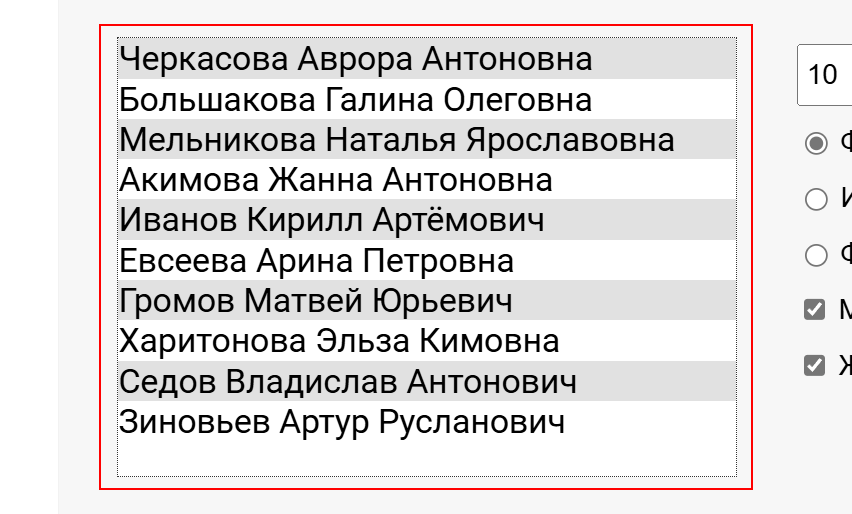 Черкасова Аврора Антоновна
Большакова Галина Олеговна
Мельникова Наталья Ярославовна
Акимова Жанна Антоновна
Иванов Кирилл Артёмович
Евсеева Арина Петровна
Громов Матвей Юрьевич
Харитонова Эльза Кимовна
Седов Владислав Антонович
Зиновьев Артур Русланович
10